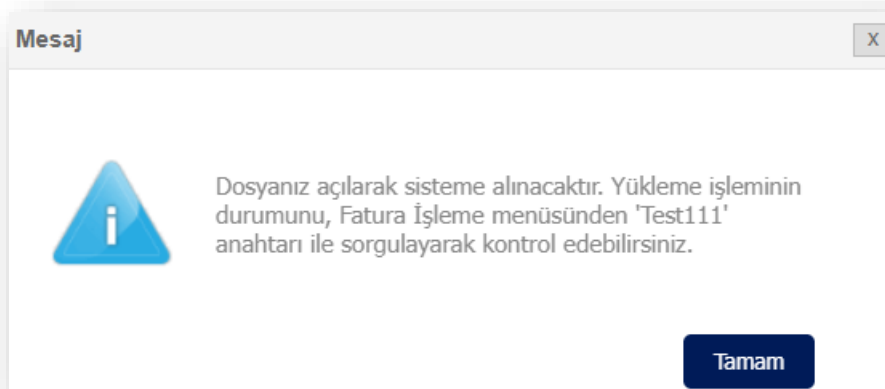 Mesaj
X
Dosyanız açılarak sisteme alınacaktır. Yükleme işleminin
durumunu, Fatura İşleme menüsünden 'Test111'
anahtarı ile sorgulayarak kontrol edebilirsiniz.
Tamam